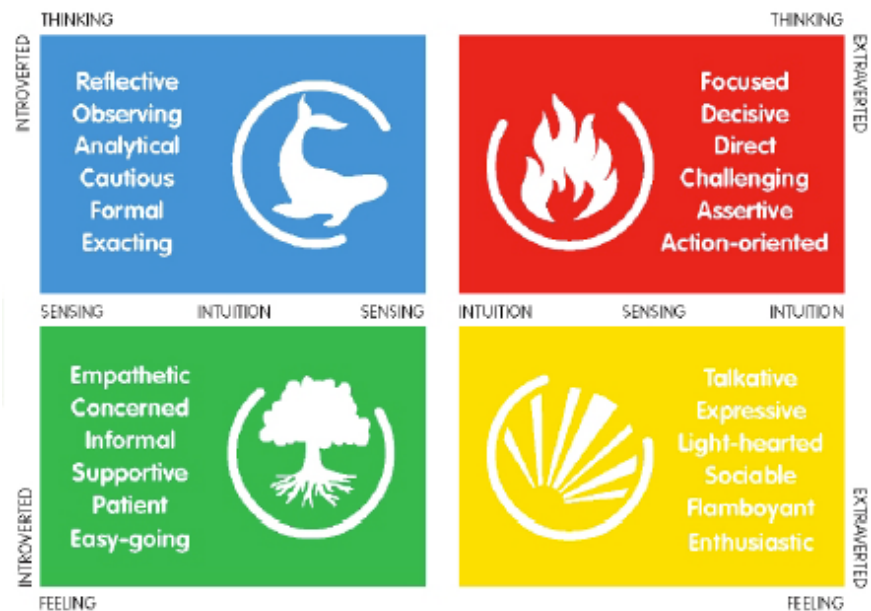 THINKING
THINKING
INTROVERTED
Reflective
Observing
Analytical
Cautious
Formal
Exacting
Focused
Decisive
Direct
Challenging
Assertive
Action-oriented
EXTRAVERTED
SENSING INTUITION SENSING
INTUITION SENSING INTUITION
INTROVERTED
Empathetic
Concerned
Informal
Supportive
Patient
Easy-going
Talkative
Expressive
Light-hearted
Sociable
Flamboyant
Enthusiastic
EXTRAVERTED
FEELING
FEELING